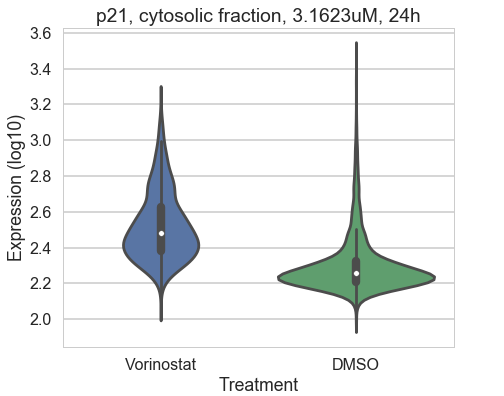 p21, cytosolic fraction, 3.1623uM, 24h
3.6
3.4
3.2
3.0
2.8
2.6
2.4
2.2
2.0
Expression (log10)
Vorinostat DMSO
Treatment